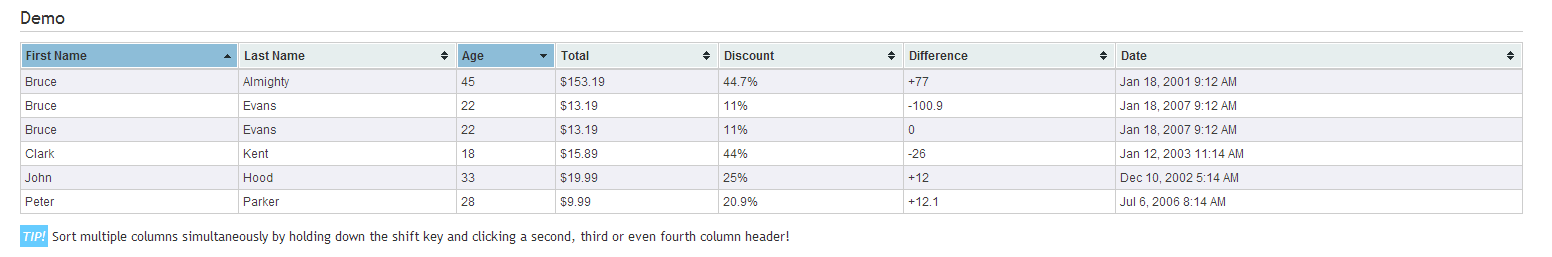 Demo
First Name Last Name Age Total Discount Difference Date
Bruce Almighty 45 $153.19 44.7% +77 Jan 18, 2001 9:12 AM
Bruce Evans 22 $13.19 11% -100.9 Jan 18, 2007 9:12 AM
Bruce Evans 22 $13.19 11% 0 Jan 18, 2007 9:12 AM
Clark Kent 18 $15.89 44% -26 Jan 12, 2003 11:14 AM
John Hood 33 $19.99 25% +12 Dec 10, 2002 5:14 AM
Peter Parker 28 $9.99 20.9% +12.1 Jul 6, 2006 8:14 AM
TIP! Sort multiple columns simultaneously by holding down the shift key and clicking a second, third or even fourth column header!